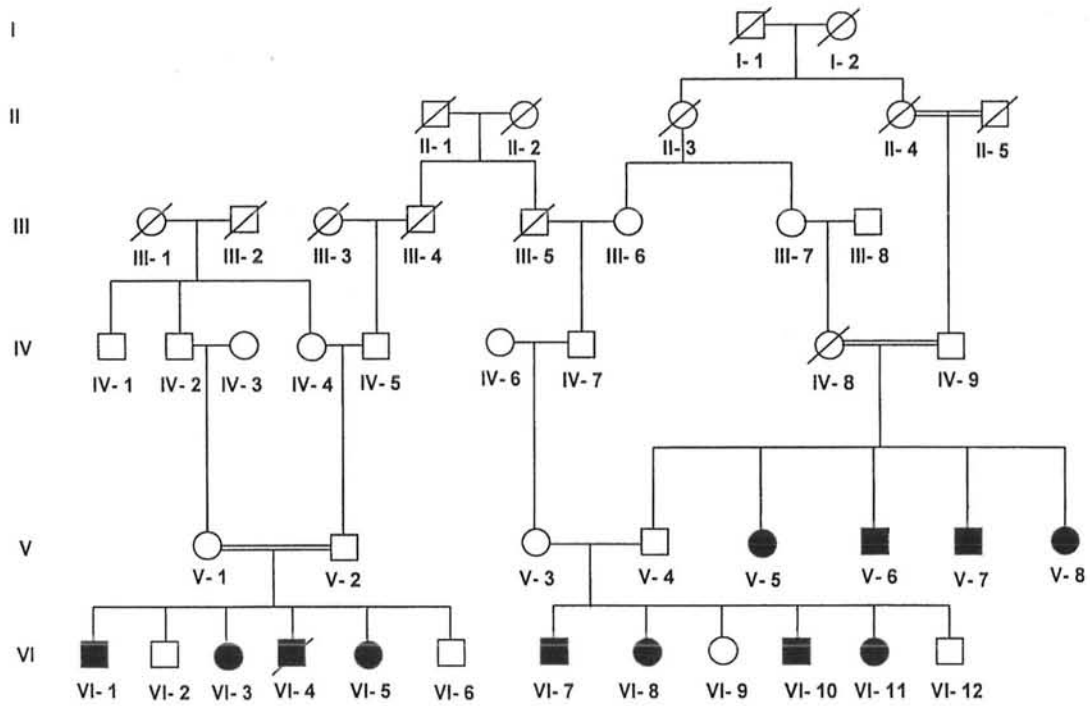 I
I- 1 I- 2
II
II- 1 II- 2 II- 3 II- 4 II- 5
III
III- 1 III- 2 III- 3 III- 4 III- 5 III- 6 III- 7 III- 8
IV
IV- 1 IV- 2 IV- 3 IV- 4 IV- 5 IV- 6 IV- 7 IV- 8 IV- 9
V
V- 1 V- 2 V- 3 V- 4 V- 5 V- 6 V- 7 V- 8
VI
VI- 1 VI- 2 VI- 3 VI- 4 VI- 5 VI- 6 VI- 7 VI- 8 VI- 9 VI- 10 VI- 11 VI- 12